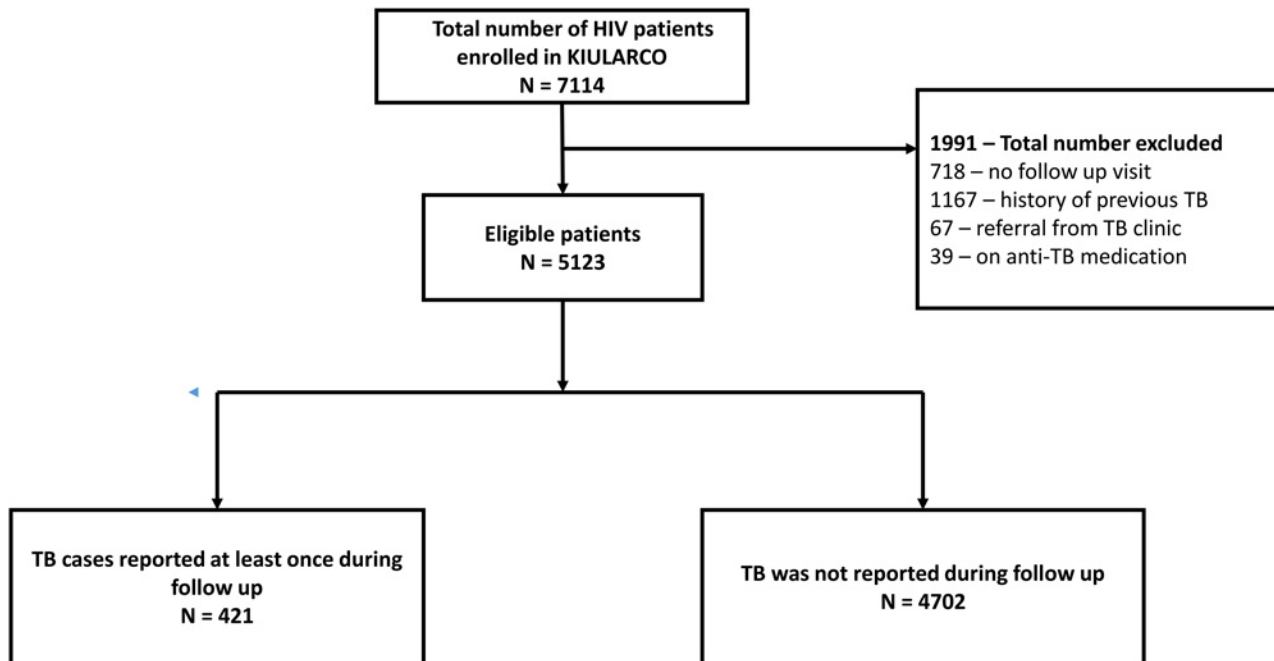 Total number of HIV patients
enrolled in KIULARCO
N = 7114
1991 – Total number excluded
718 – no follow up visit
1167 – history of previous TB
67 – referral from TB clinic
39 – on anti-TB medication
Eligible patients
N = 5123
TB cases reported at least once during
follow up
N = 421
TB was not reported during follow up
N = 4702